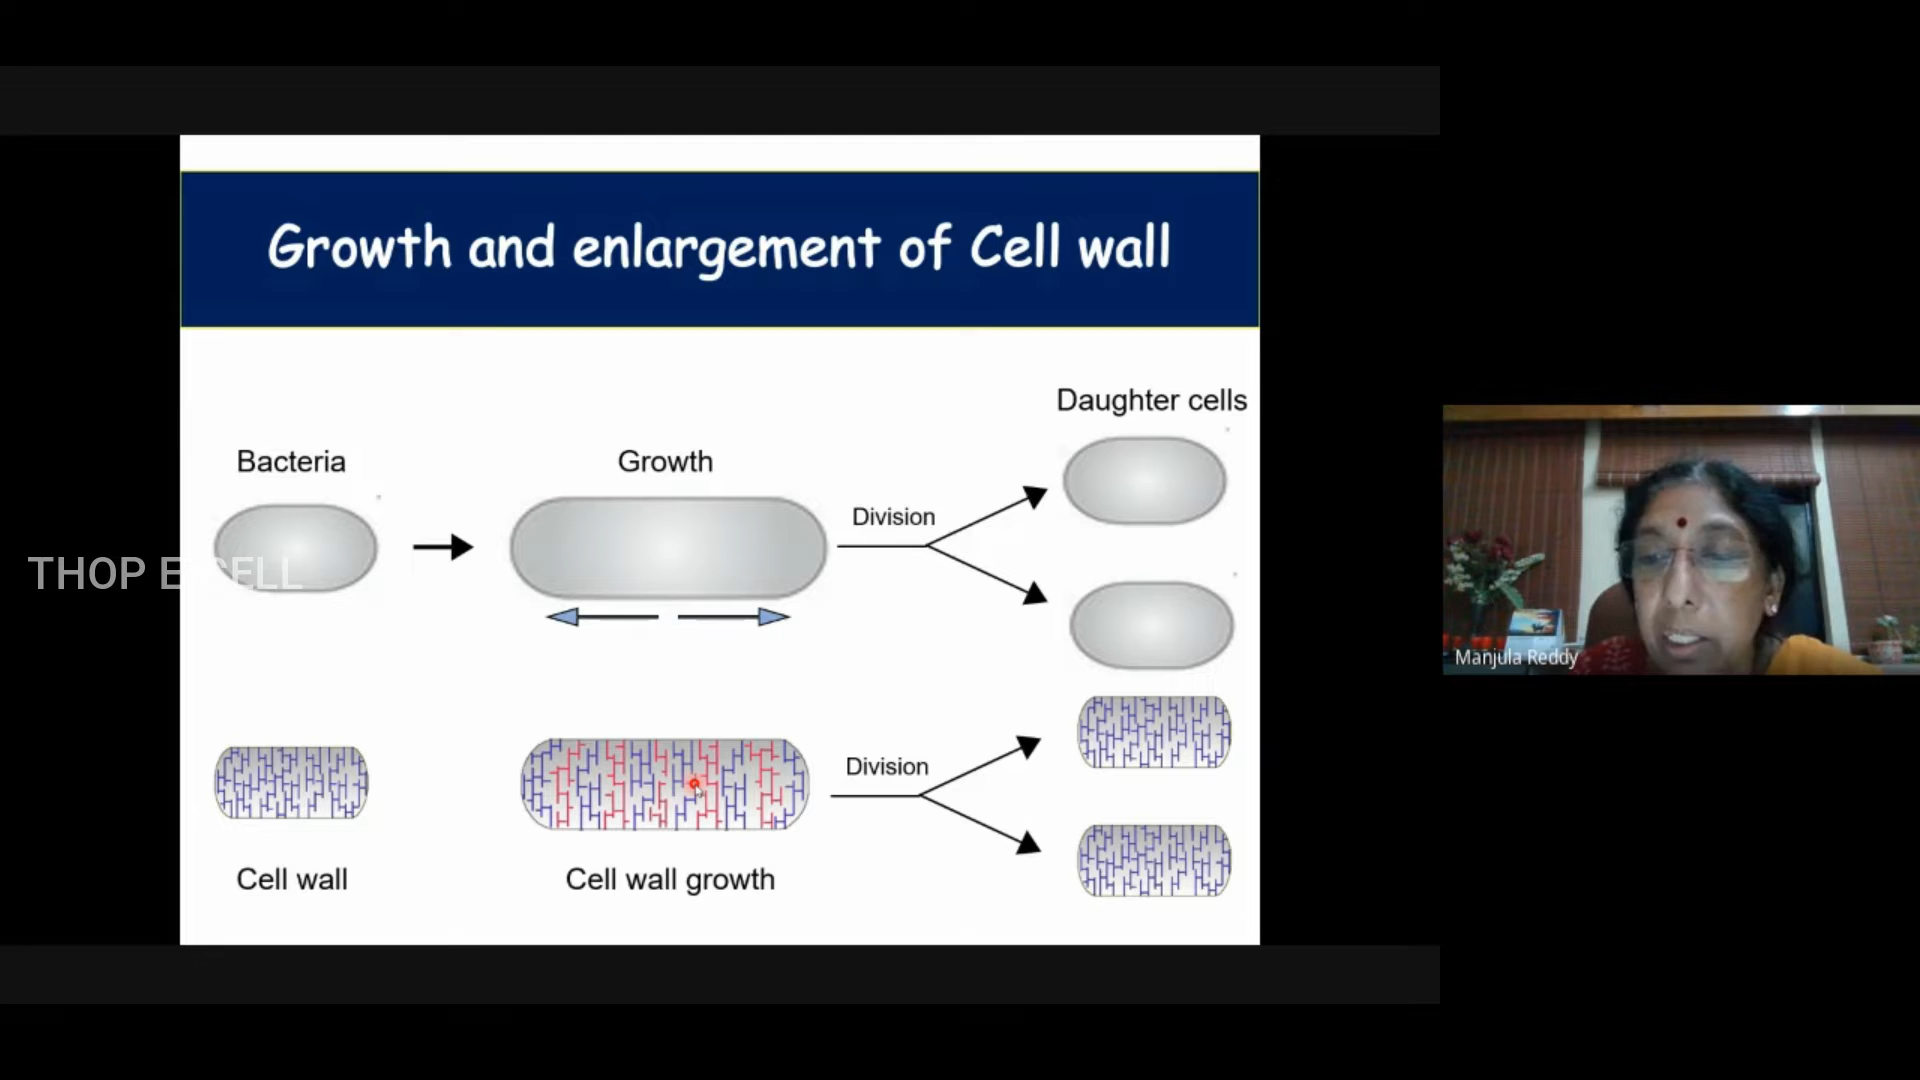 Growth and enlargement of Cell wall
Daughter cells
Bacteria
Growth
Division
THOP E CELL
Manjula Reddy
Division
Cell wall
Cell wall growth